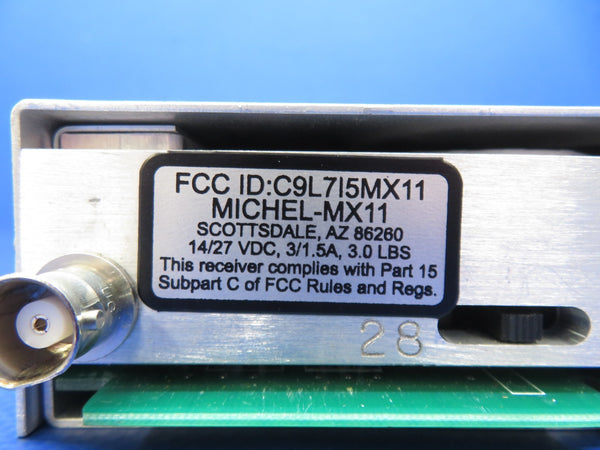 FCC ID:C9L7I5MX11
MICHEL-MX11
SCOTTSDALE, AZ 86260
14/27 VDC, 3/1.5A, 3.0 LBS
This receiver complies with Part 15
Subpart C of FCC Rules and Regs.
28